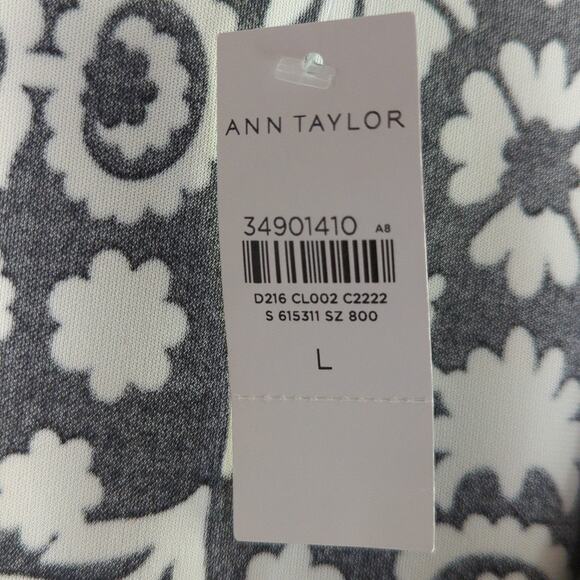 ANN TAYLOR
34901410 A8
D216 CL002 C2222
S 615311 SZ 800
L